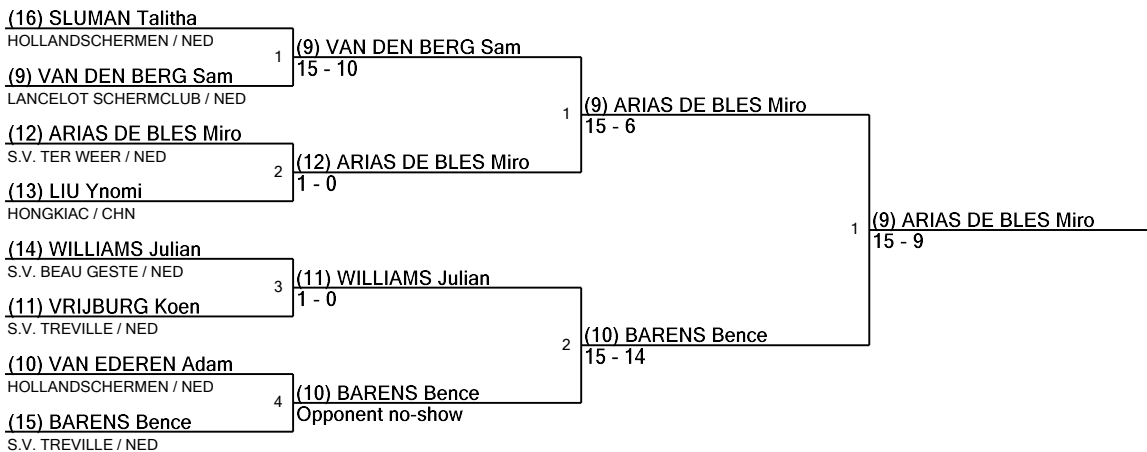 (16) SLUMAN Talitha
HOLLANDSCHERMEN / NED
1
(9) VAN DEN BERG Sam
LANCELOT SCHERMCLUB / NED
(12) ARIAS DE BLES Miro
S.V. TER WEER / NED
2
(13) LIU Ynomi
HONGKIAC / CHN
(14) WILLIAMS Julian
S.V. BEAU GESTE / NED
3
(11) VRIJBURG Koen
S.V. TREVILLE / NED
(10) VAN EDEREN Adam
HOLLANDSCHERMEN / NED
4
(15) BARENS Bence
S.V. TREVILLE / NED
(9) VAN DEN BERG Sam
15 - 10
1
(12) ARIAS DE BLES Miro
1 - 0
(11) WILLIAMS Julian
1 - 0
2
(10) BARENS Bence
Opponent no-show
(9) ARIAS DE BLES Miro
15 - 6
1
(10) BARENS Bence
15 - 14
(9) ARIAS DE BLES Miro
15 - 9